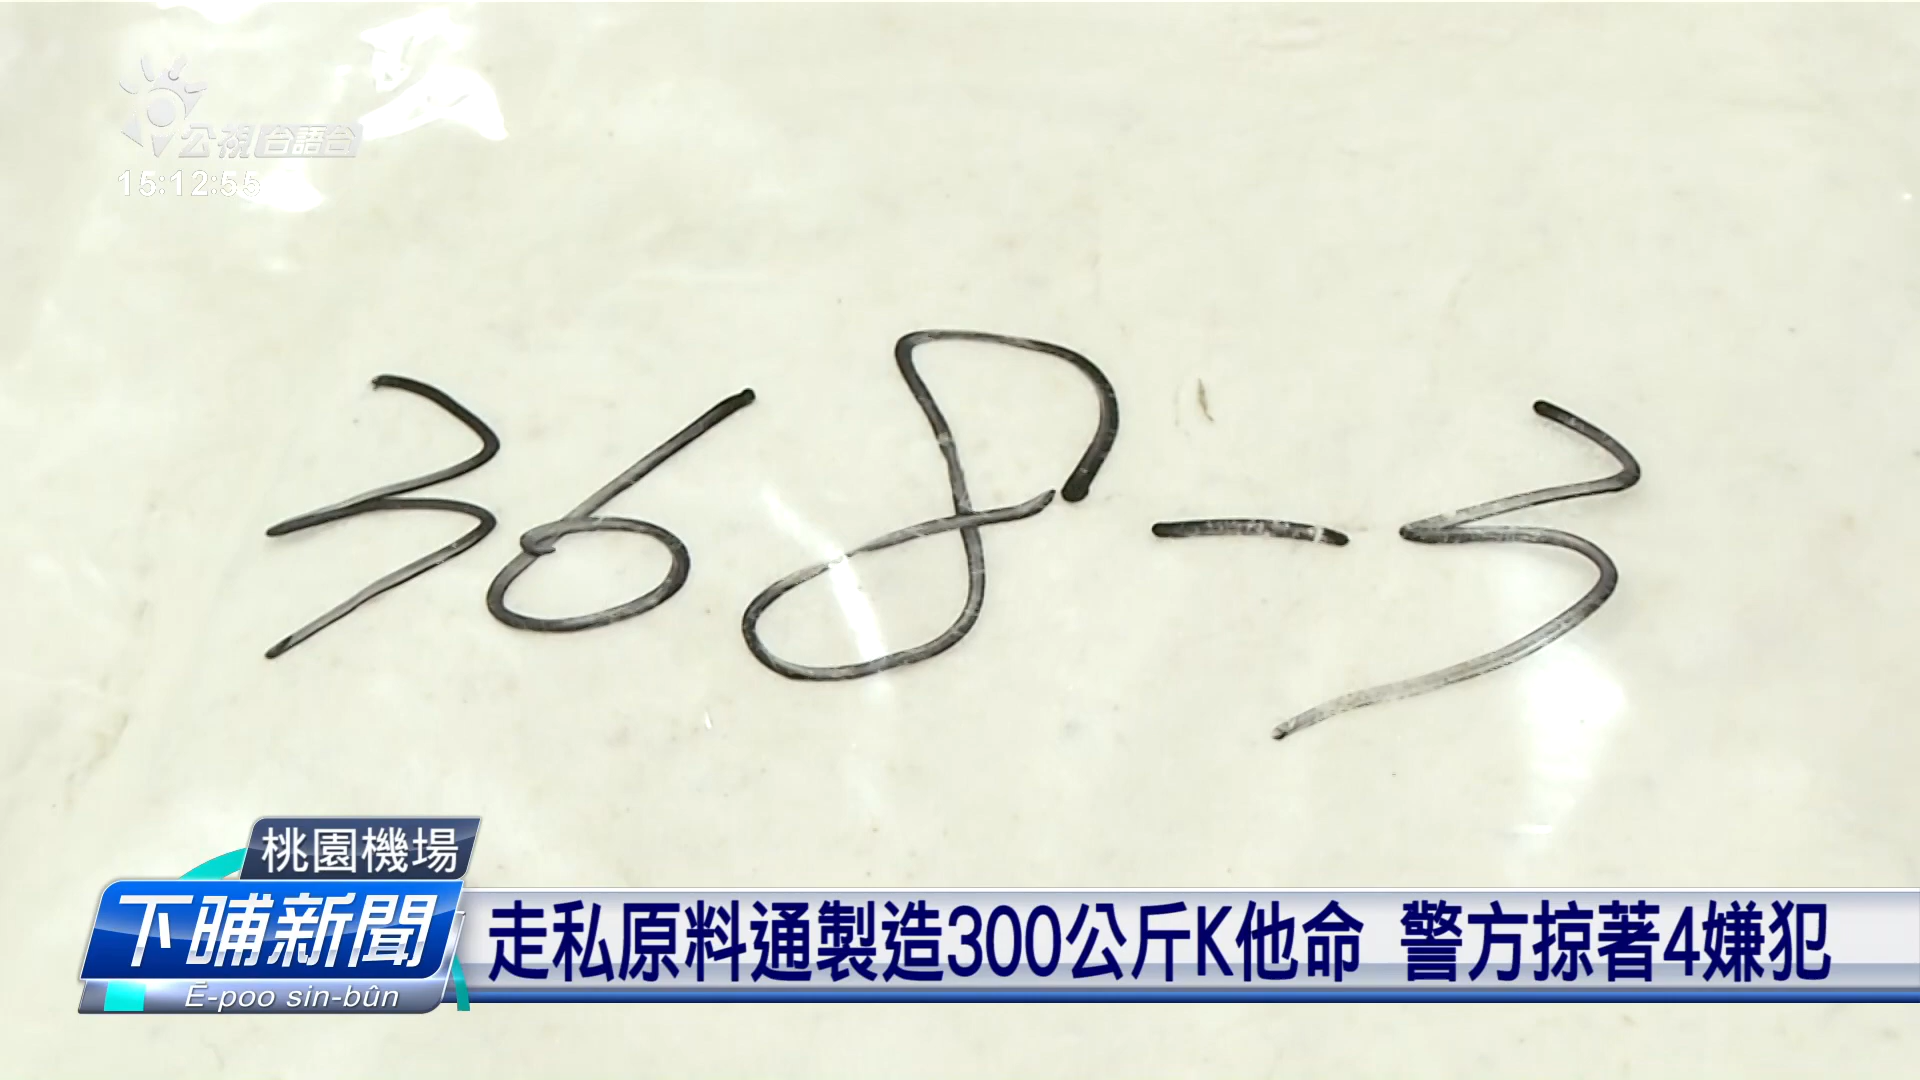 公視台語台
15:12:55
368-3
桃園機場
下晡新聞
Ē-poo sin-bûn
走私原料通製造300公斤K他命 警方掠著4嫌犯